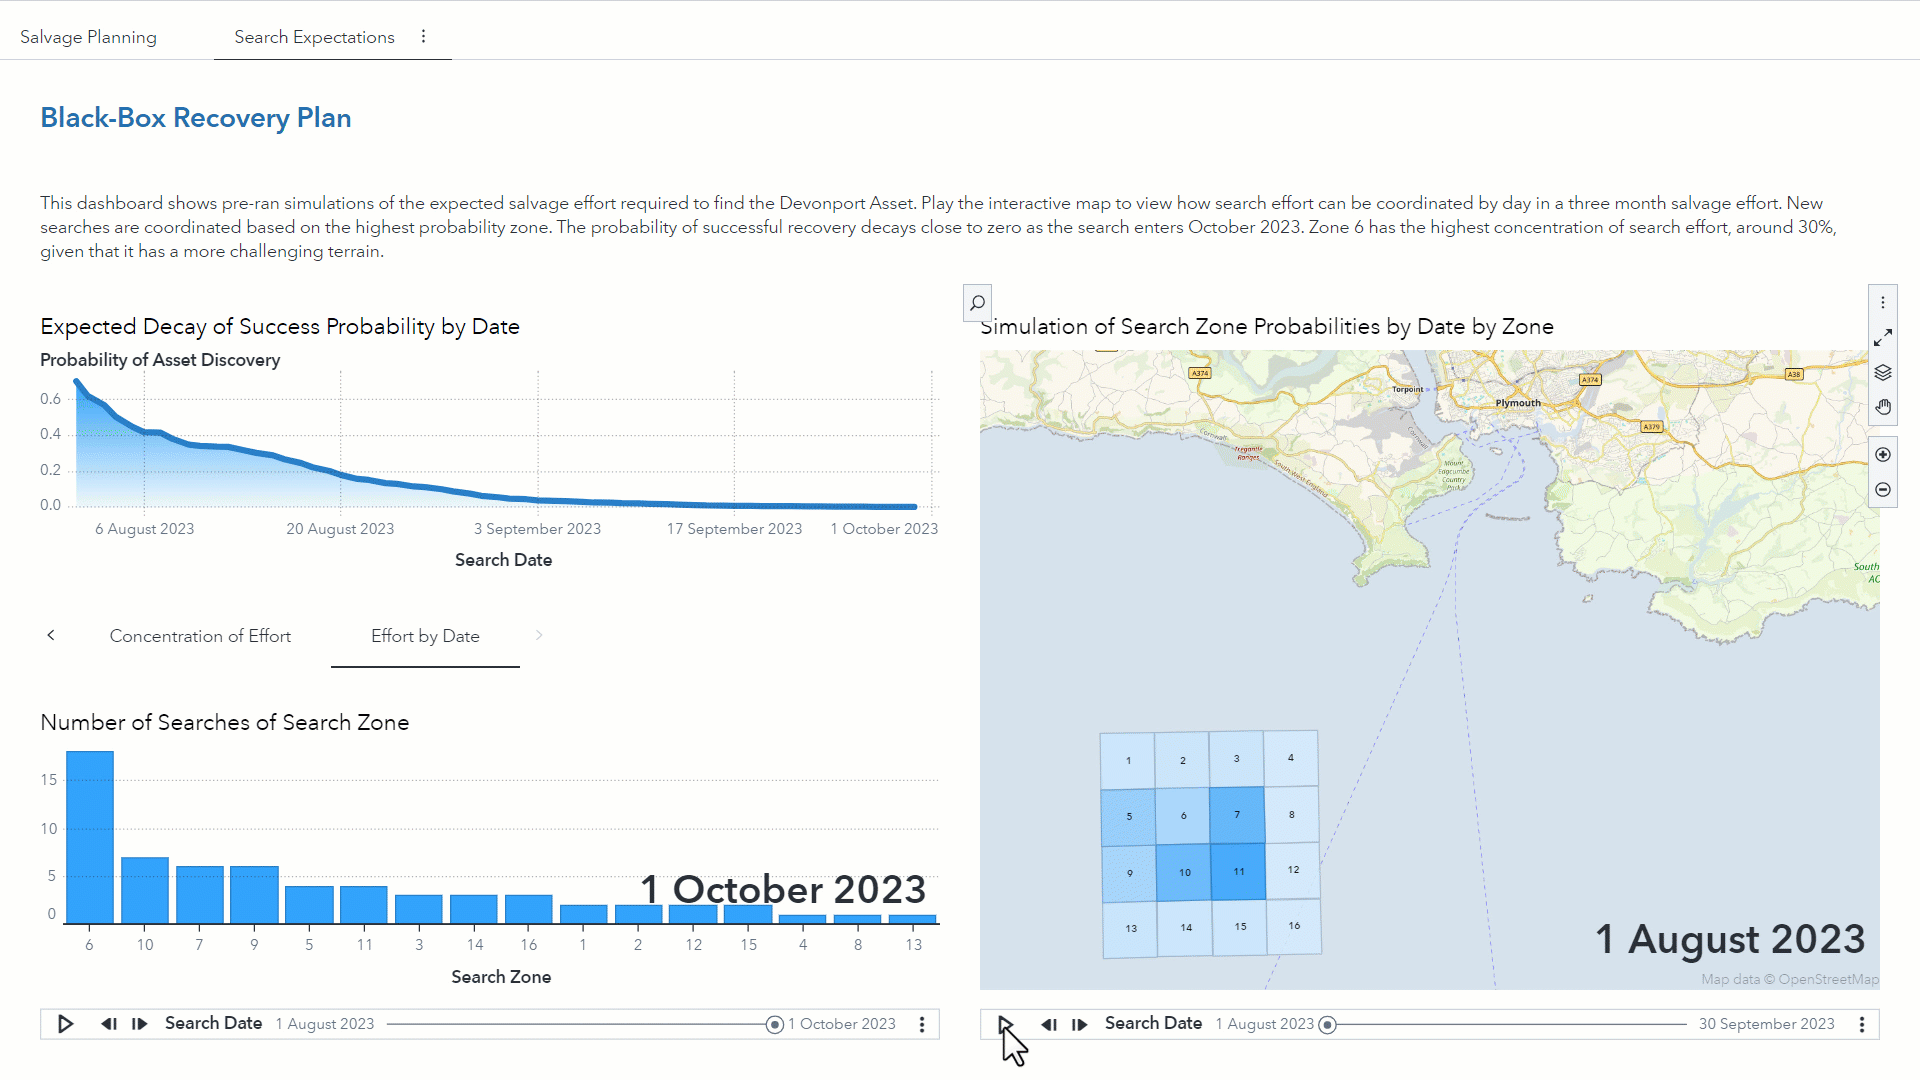 Salvage Planning
Search Expectations
Black-Box Recovery Plan
This dashboard shows pre-ran simulations of the expected salvage effort required to find the Devonport Asset. Play the interactive map to view how search effort can be coordinated by day in a three month salvage effort. New
searches are coordinated based on the highest probability zone. The probability of successful recovery decays close to zero as the search enters October 2023. Zone 6 has the highest concentration of search effort, around 30%,
given that it has a more challenging terrain.
Expected Decay of Success Probability by Date
Probability of Asset Discovery
0.6
0.4
0.2
0.0
6 August 2023
20 August 2023
3 September 2023
17 September 2023
1 October 2023
Search Date
Concentration of Effort
Effort by Date
Number of Searches of Search Zone
15
10
5
0
1 October 2023
6 10 7 9 5 11 3 14 16 1 2 12 15 4 8 13
Search Zone
Search Date 1 August 2023 1 October 2023
Simulation of Search Zone Probabilities by Date by Zone
A374
A374
A38
Torpoint
Plymouth
A379
Cornwall
Cornwall
Tregantle
Ranges
South West England
Mount
Edgcumbe
Country
Park
South
AO
1 2 3 4
5 6 7 8
9 10 11 12
13 14 15 16
1 August 2023
Map data © OpenStreetMap
Search Date 1 August 2023 30 September 2023